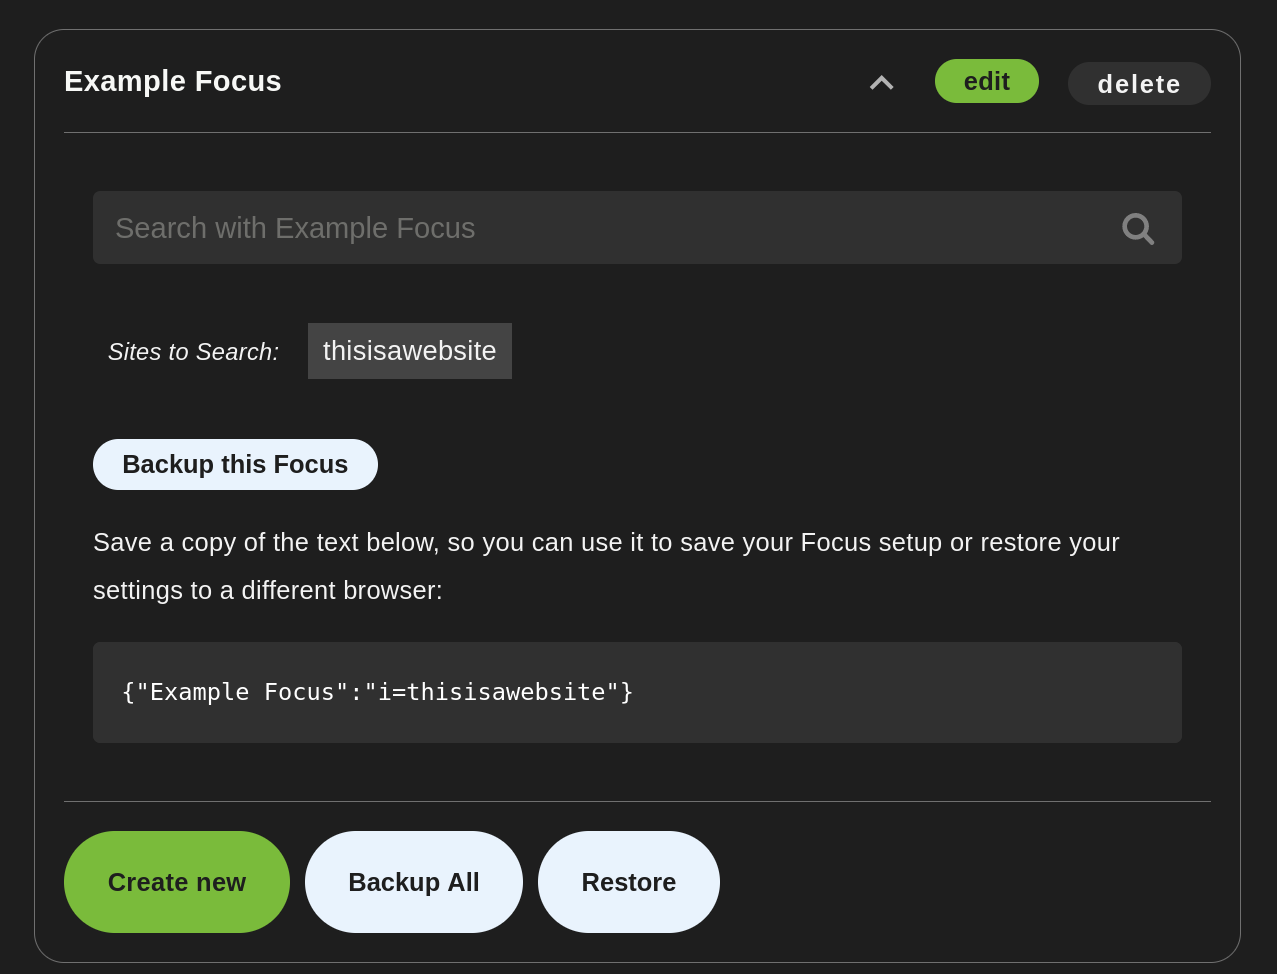 Example Focus
edit
delete
Search with Example Focus
Sites to Search:
thisisawebsite
Backup this Focus
Save a copy of the text below, so you can use it to save your Focus setup or restore your
settings to a different browser:
{"Example Focus":"i=thisisawebsite"}
Create new
Backup All
Restore